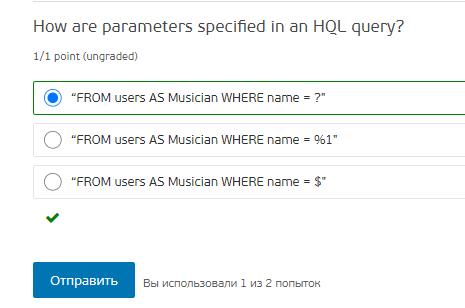 How are parameters specified in an HQL query?
1/1 point (ungraded)
“FROM users AS Musician WHERE name = ?"
“FROM users AS Musician WHERE name = %1"
“FROM users AS Musician WHERE name = $"
Отправить
Вы использовали 1 из 2 попыток